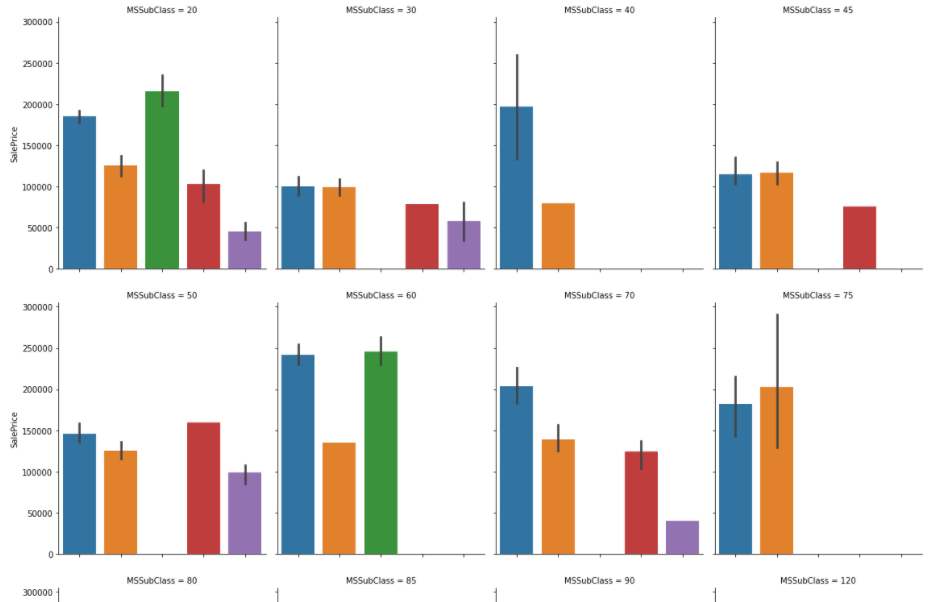 MSSubClass = 20
MSSubClass = 30
MSSubClass = 40
MSSubClass = 45
300000
250000
200000
150000
100000
50000
0
SalePrice
MSSubClass = 50
MSSubClass = 60
MSSubClass = 70
MSSubClass = 75
300000
250000
200000
150000
100000
50000
0
SalePrice
MSSubClass = 80
MSSubClass = 85
MSSubClass = 90
MSSubClass = 120
300000